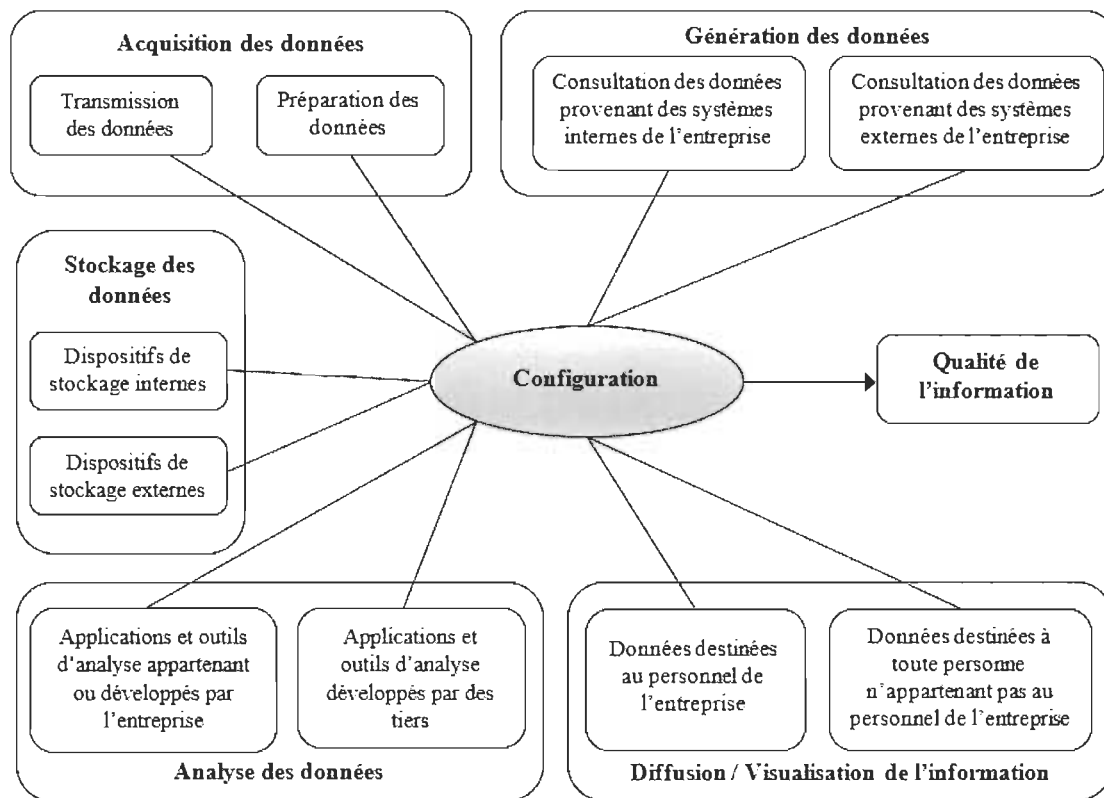 Acquisition des données
Transmission
des données
Préparation des
données
Génération des données
Consultation des données
provenant des systèmes
internes de l'entreprise
Consultation des données
provenant des systèmes
externes de l'entreprise
Stockage des
données
Dispositifs de
stockage internes
Dispositifs de
stockage externes
Configuration
Qualité de
l'information
Applications et outils
d'analyse appartenant
ou développés par
l'entreprise
Applications et
outils d'analyse
développés par des
tiers
Analyse des données
Données destinées
au personnel de
l'entreprise
Données destinées à
toute personne
n'appartenant pas au
personnel de l'entreprise
Diffusion / Visualisation de l'information